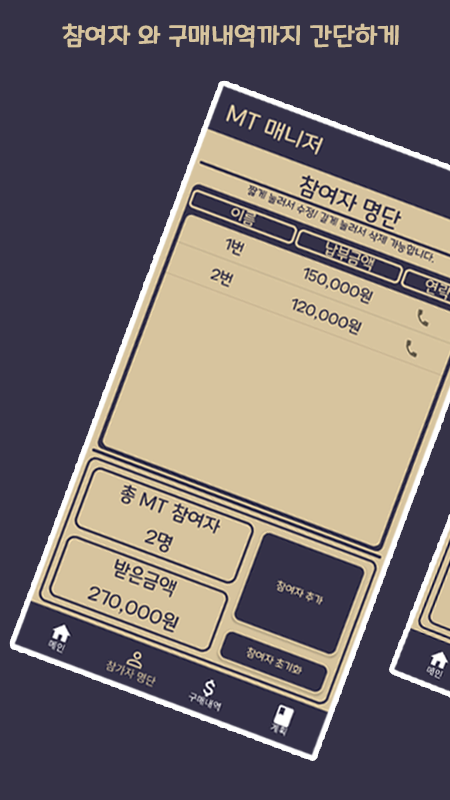 참여자 와 구매내역까지 간단하게
MT 매니저
참여자 명단
짧게 눌러서 수정/ 길게 눌러서 삭제 가능합니다.
이름 납부금액 연락
1번 150,000원
2번 120,000원
총 MT 참여자
2명
받은금액
270,000원
참여자 추가
참여자 초기화
메인 참가자 명단 구매내역 계획
메인